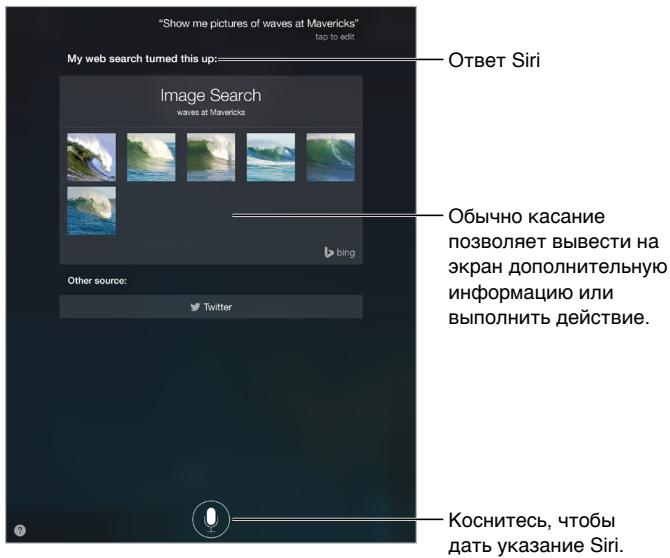 “Show me pictures of waves at Mavericks”
tap to edit
My web search turned this up:
Ответ Siri
Image Search
waves at Mavericks
Обычно касание
позволяет вывести на
экран дополнительную
информацию или
выполнить действие.
bing
Other source:
Twitter
?
Коснитесь, чтобы
дать указание Siri.